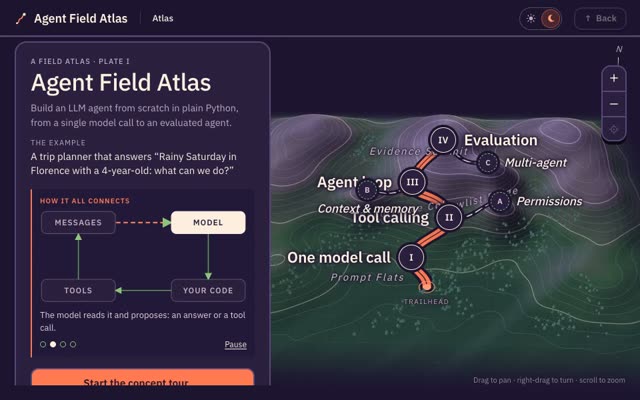 Agent Field Atlas
Atlas
↑ Back
A FIELD ATLAS · PLATE I
Agent Field Atlas
Build an LLM agent from scratch in plain Python,
from a single model call to an evaluated agent.
THE EXAMPLE
A trip planner that answers “Rainy Saturday in
Florence with a 4-year-old: what can we do?”
HOW IT ALL CONNECTS
MESSAGES
MODEL
TOOLS
YOUR CODE
The model reads it and proposes: an answer or a tool
call.
Pause
Start the concept tour
N
+
−
IV
Evaluation
C
Multi-agent
III
B
Context & memory
A
Permissions
Tool calling
II
One model call
I
Prompt Flats
TRAILHEAD
Drag to pan · right-drag to turn · scroll to zoom